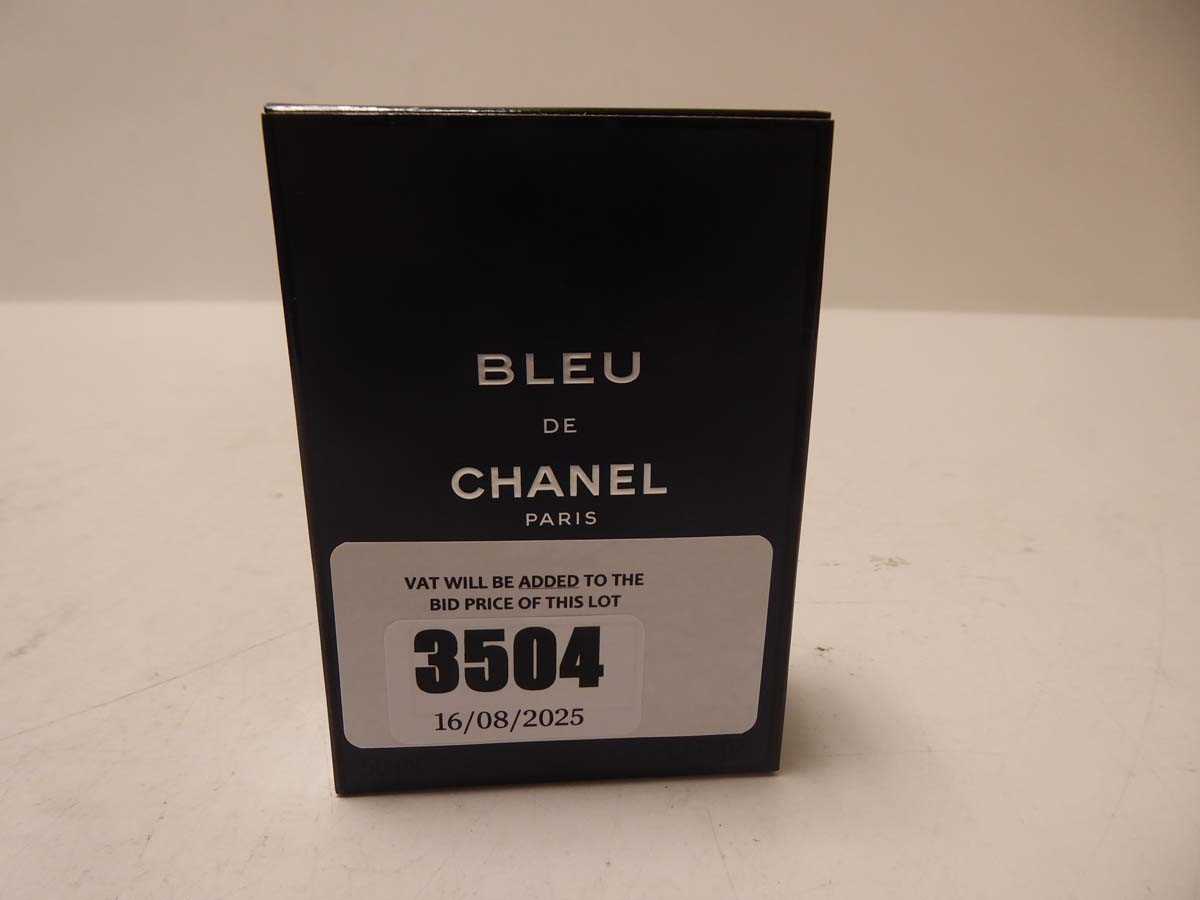 BLEU
DE
CHANEL
PARIS
VAT WILL BE ADDED TO THE
BID PRICE OF THIS LOT
3504
16/08/2025